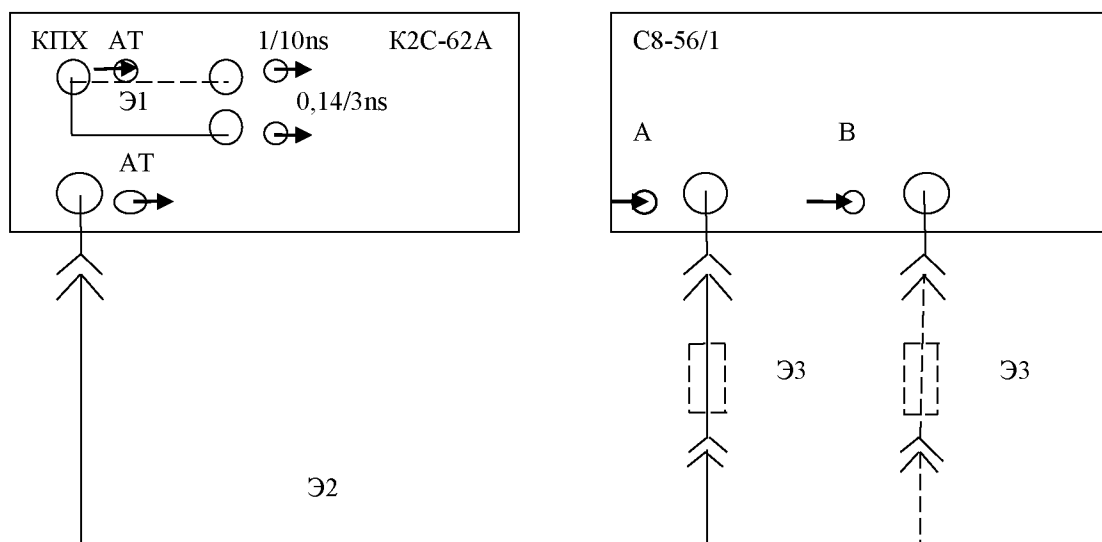 КПХ АТ 1/10ns К2С-62А
Э1
0,14/3ns
АТ
Э2
С8-56/1
А В
Э3 Э3